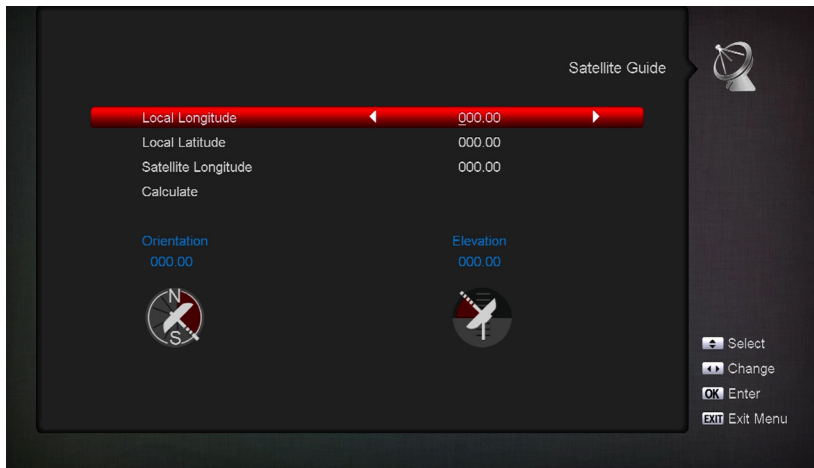 Satellite Guide
Local Longitude 000.00
Local Latitude 000.00
Satellite Longitude 000.00
Calculate
Orientation Elevation
000.00 000.00
N
S
Select
Change
OK Enter
EXIT Exit Menu